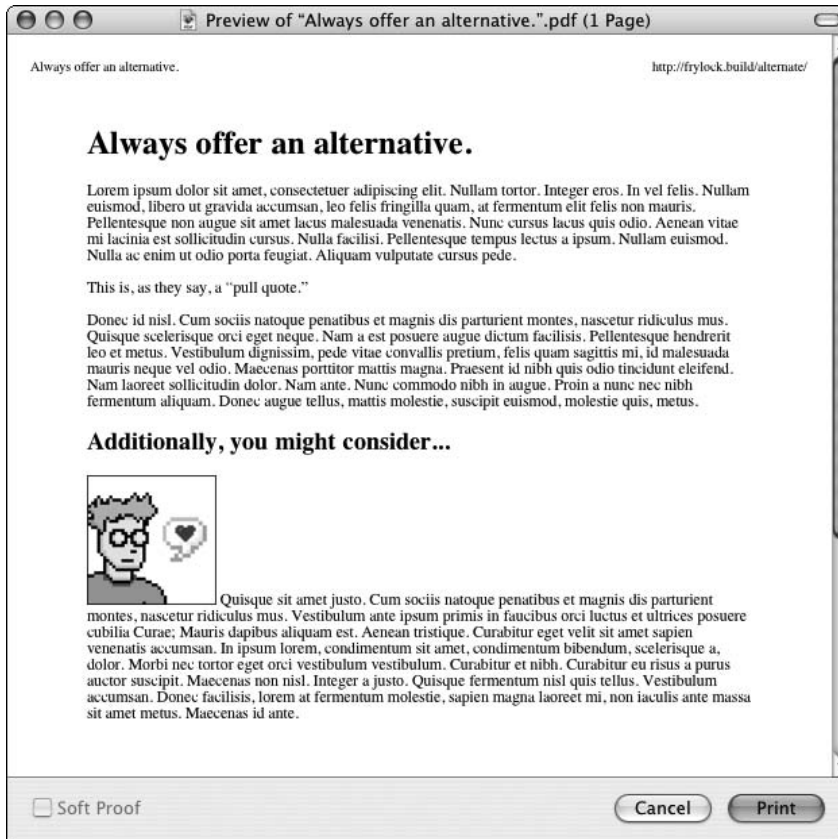 Preview of “Always offer an alternative.”.pdf (1 Page)
Always offer an alternative.
http://frylock.build/alternate/
Always offer an alternative.
Lorem ipsum dolor sit amet, consectetuer adipiscing elit. Nullam tortor. Integer eros. In vel felis. Nullam
euismod, libero ut gravida accumsan, leo felis fringilla quam, at fermentum elit felis non mauris.
Pellentesque non augue sit amet lacus malesuada venenatis. Nunc cursus lacus quis odio. Aenean vitae
mi lacinia est sollicitudin cursus. Nulla facilisi. Pellentesque tempus lectus a ipsum. Nullam euismod.
Nulla ac enim ut odio porta feugiat. Aliquam vulputate cursus pede.
This is, as they say, a “pull quote.”
Donec id nisl. Cum sociis natoque penatibus et magnis dis parturient montes, nascetur ridiculus mus.
Quisque scelerisque orci eget neque. Nam a est posuere augue dictum facilisis. Pellentesque hendrerit
leo et metus. Vestibulum dignissim, pede vitae convallis pretium, felis quam sagittis mi, id malesuada
mauris neque vel odio. Maecenas porttitor mattis magna. Praesent id nibh quis odio tincidunt eleifend.
Nam laoreet sollicitudin dolor. Nam ante. Nunc commodo nibh in augue. Proin a nunc nec nibh
fermentum aliquam. Donec augue tellus, mattis molestie, suscipit euismod, molestie quis, metus.
Additionally, you might consider...
Quisque sit amet justo. Cum sociis natoque penatibus et magnis dis parturient
montes, nascetur ridiculus mus. Vestibulum ante ipsum primis in faucibus orci luctus et ultrices posuere
cubilia Curae; Mauris dapibus aliquam est. Aenean tristique. Curabitur eget velit sit amet sapien
venenatis accumsan. In ipsum lorem, condimentum sit amet, condimentum bibendum, scelerisque a,
dolor. Morbi nec tortor eget orci vestibulum vestibulum. Curabitur et nibh. Curabitur eu risus a purus
auctor suscipit. Maecenas non nisl. Integer a justo. Quisque fermentum nisl quis tellus. Vestibulum
accumsan. Donec facilisis, lorem at fermentum molestie, sapien magna laoreet mi, non iaculis ante massa
sit amet metus. Maecenas id ante.
Soft Proof
Cancel
Print